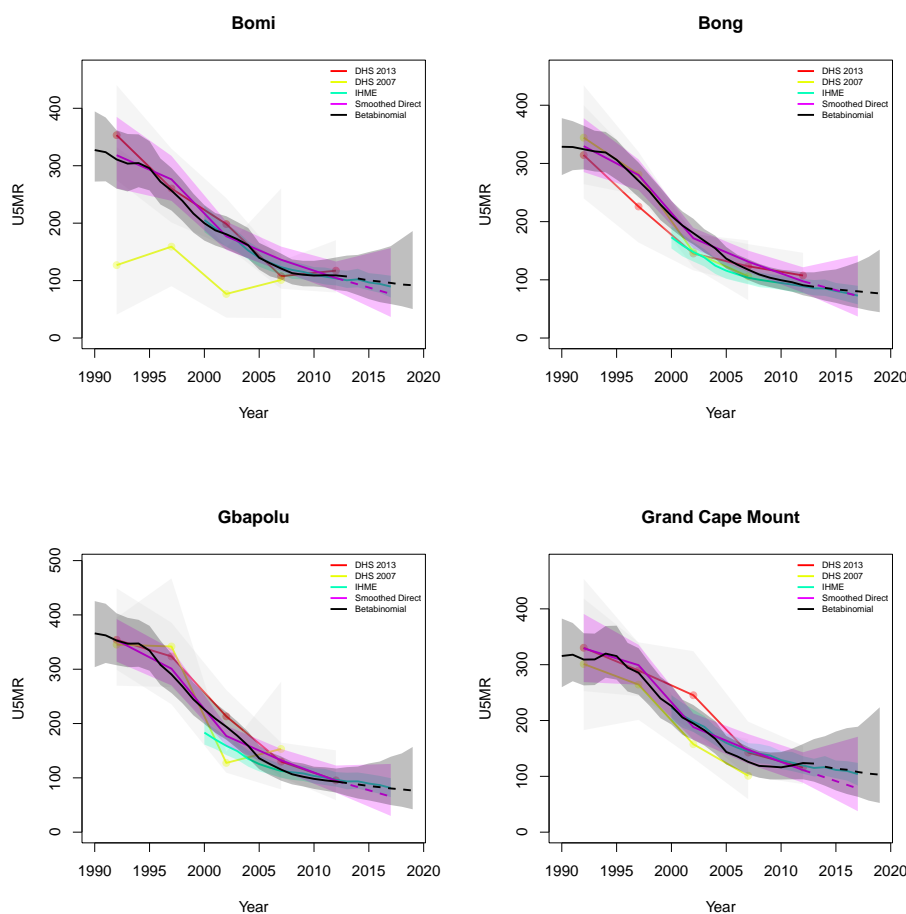 Bomi
U5MR
0 100 200 300 400
DHS 2013
DHS 2007
IHME
Smoothed Direct
Betabinomial
1990 1995 2000 2005 2010 2015 2020
Year
Bong
U5MR
0 100 200 300 400
DHS 2013
DHS 2007
IHME
Smoothed Direct
Betabinomial
1990 1995 2000 2005 2010 2015 2020
Year
Gbapolu
U5MR
0 100 200 300 400 500
DHS 2013
DHS 2007
IHME
Smoothed Direct
Betabinomial
1990 1995 2000 2005 2010 2015 2020
Year
Grand Cape Mount
U5MR
0 100 200 300 400
DHS 2013
DHS 2007
IHME
Smoothed Direct
Betabinomial
1990 1995 2000 2005 2010 2015 2020
Year